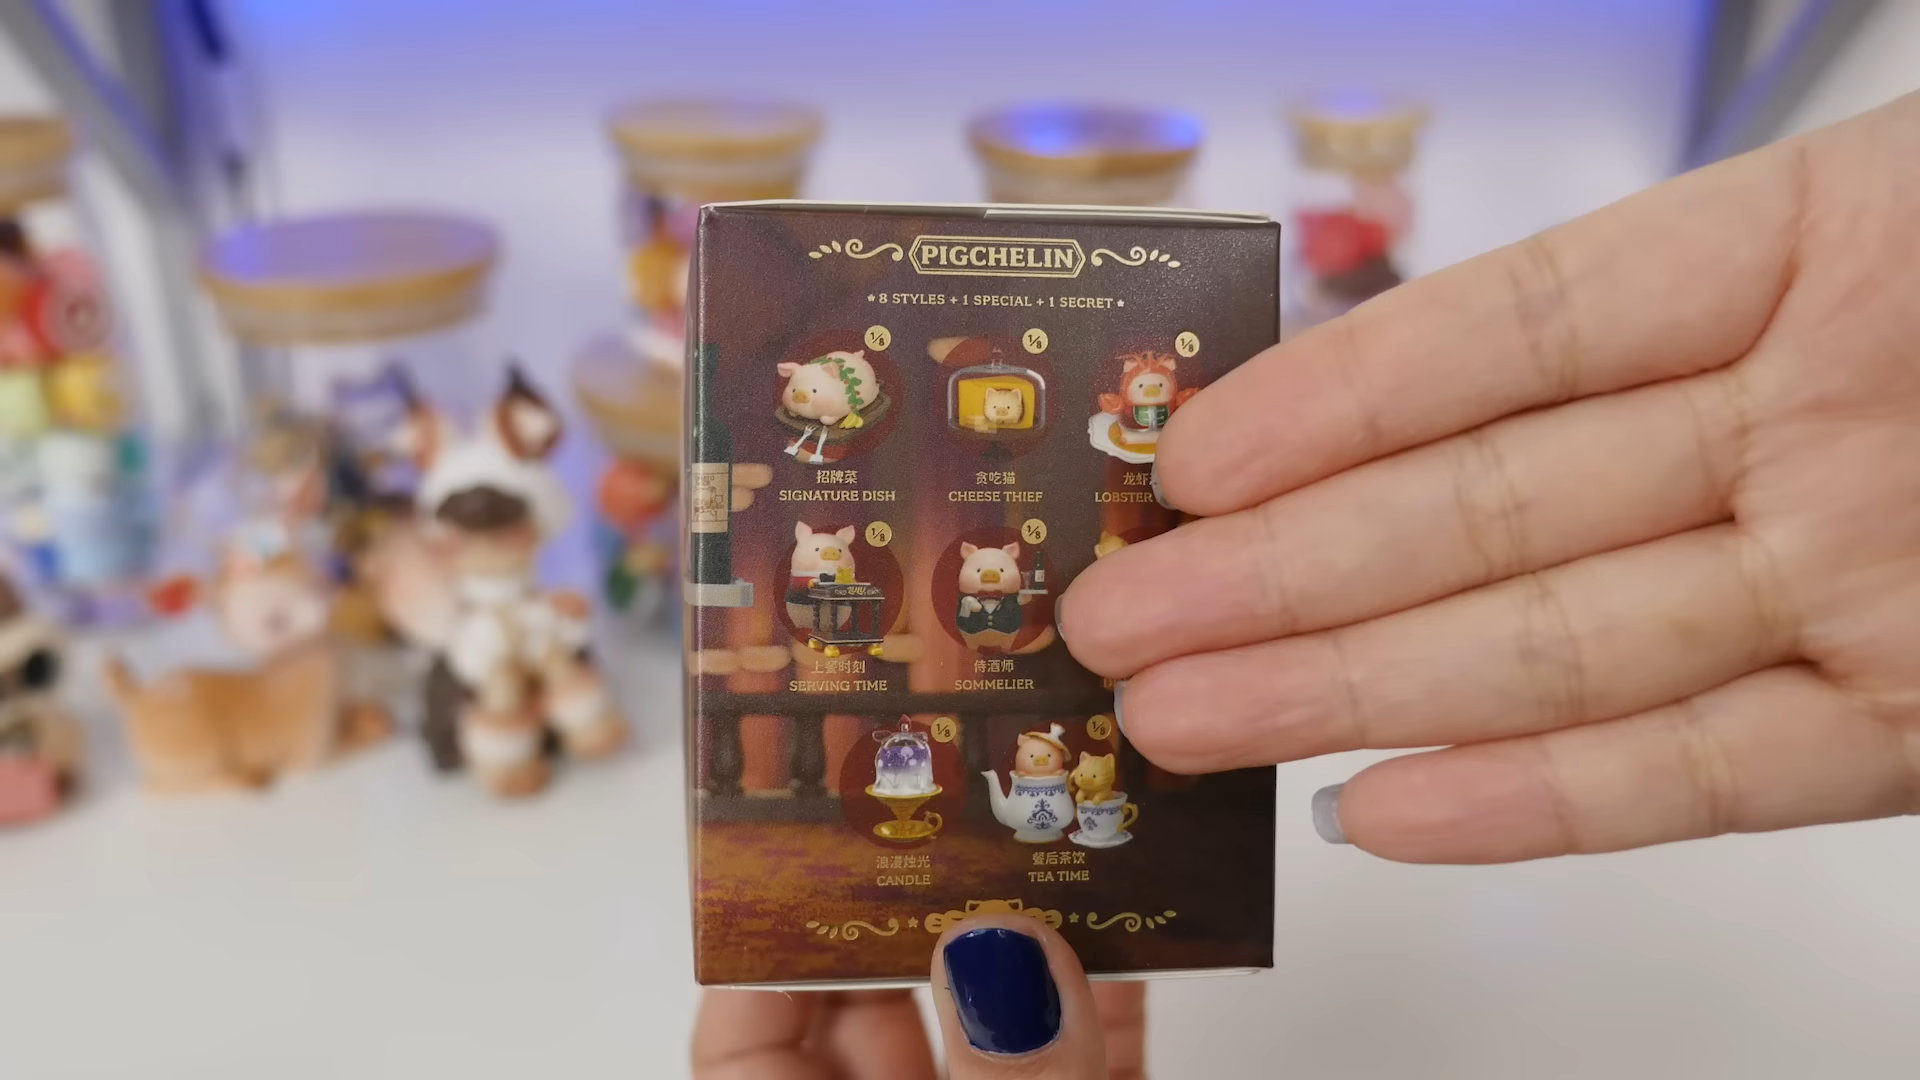 PIGCHELIN
8 STYLES + 1 SPECIAL + 1 SECRET
1/8
1/8
1/8
招牌菜
SIGNATURE DISH
贪吃猫
CHEESE THIEF
龙虾
LOBSTER
1/8
1/8
上餐时刻
SERVING TIME
侍酒师
SOMMELIER
1/8
1/8
浪漫烛光
CANDLE
餐后茶饮
TEA TIME